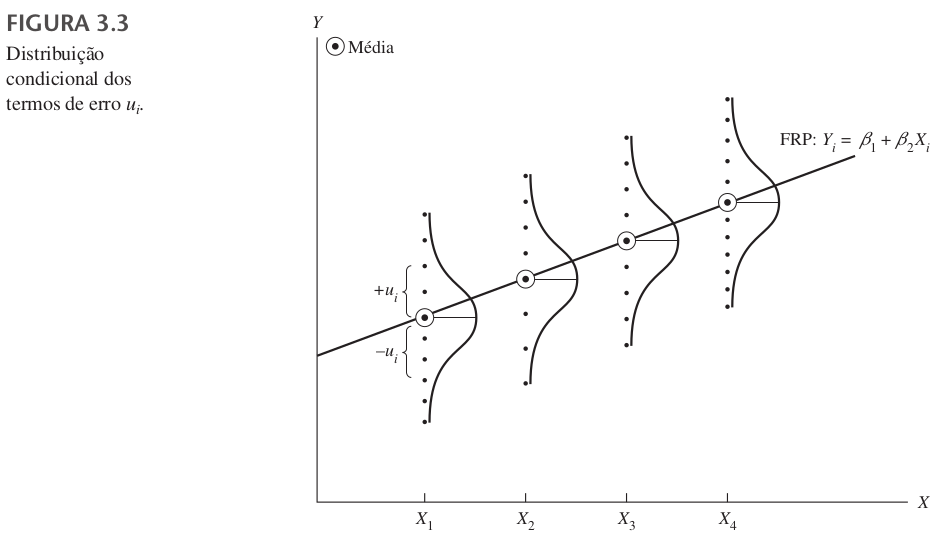 FIGURA 3.3
Distribuição
condicional dos
termos de erro uᵢ.
Y
Média
FRP: Yᵢ = β₁ + β₂Xᵢ
+uᵢ
−uᵢ
X
X₁ X₂ X₃ X₄